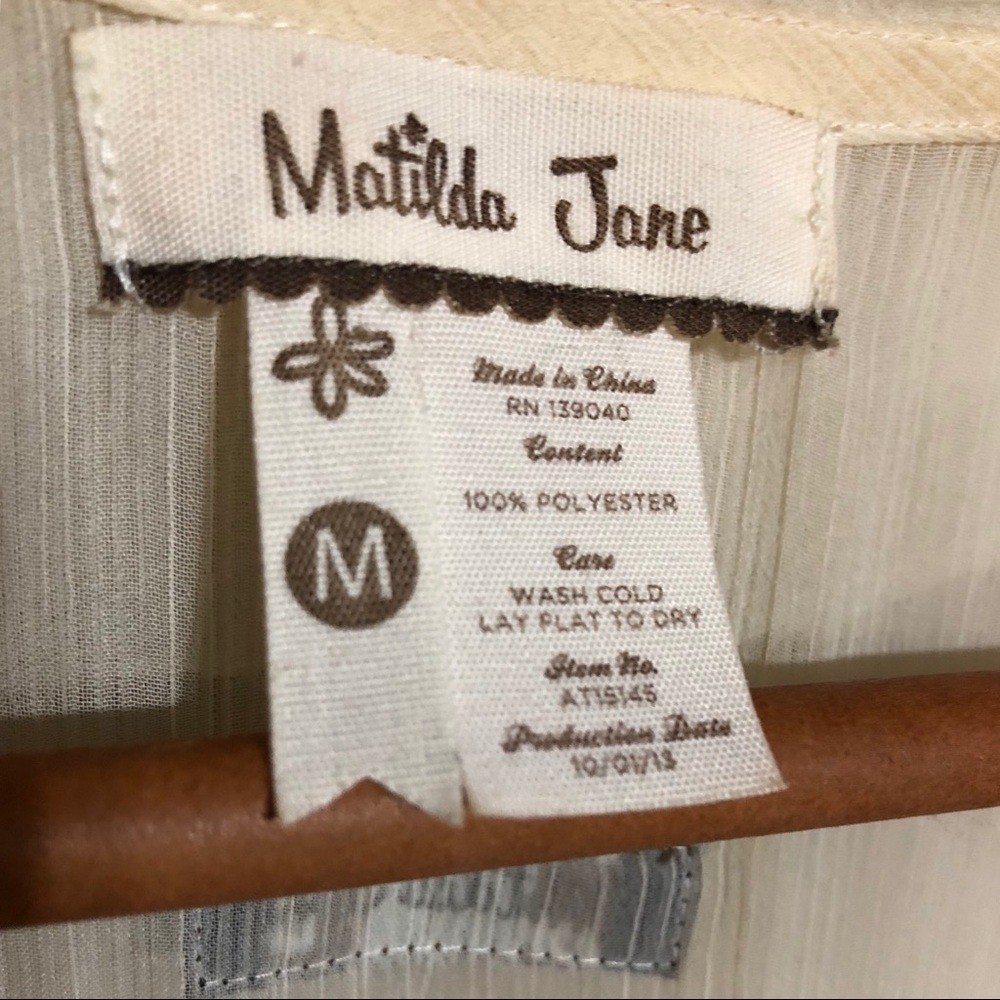 Matilda Jane
M
Made in China
RN 139040
Content
100% POLYESTER
Care
WASH COLD
LAY FLAT TO DRY
Item No.
AT15145
Production Date
10/01/13